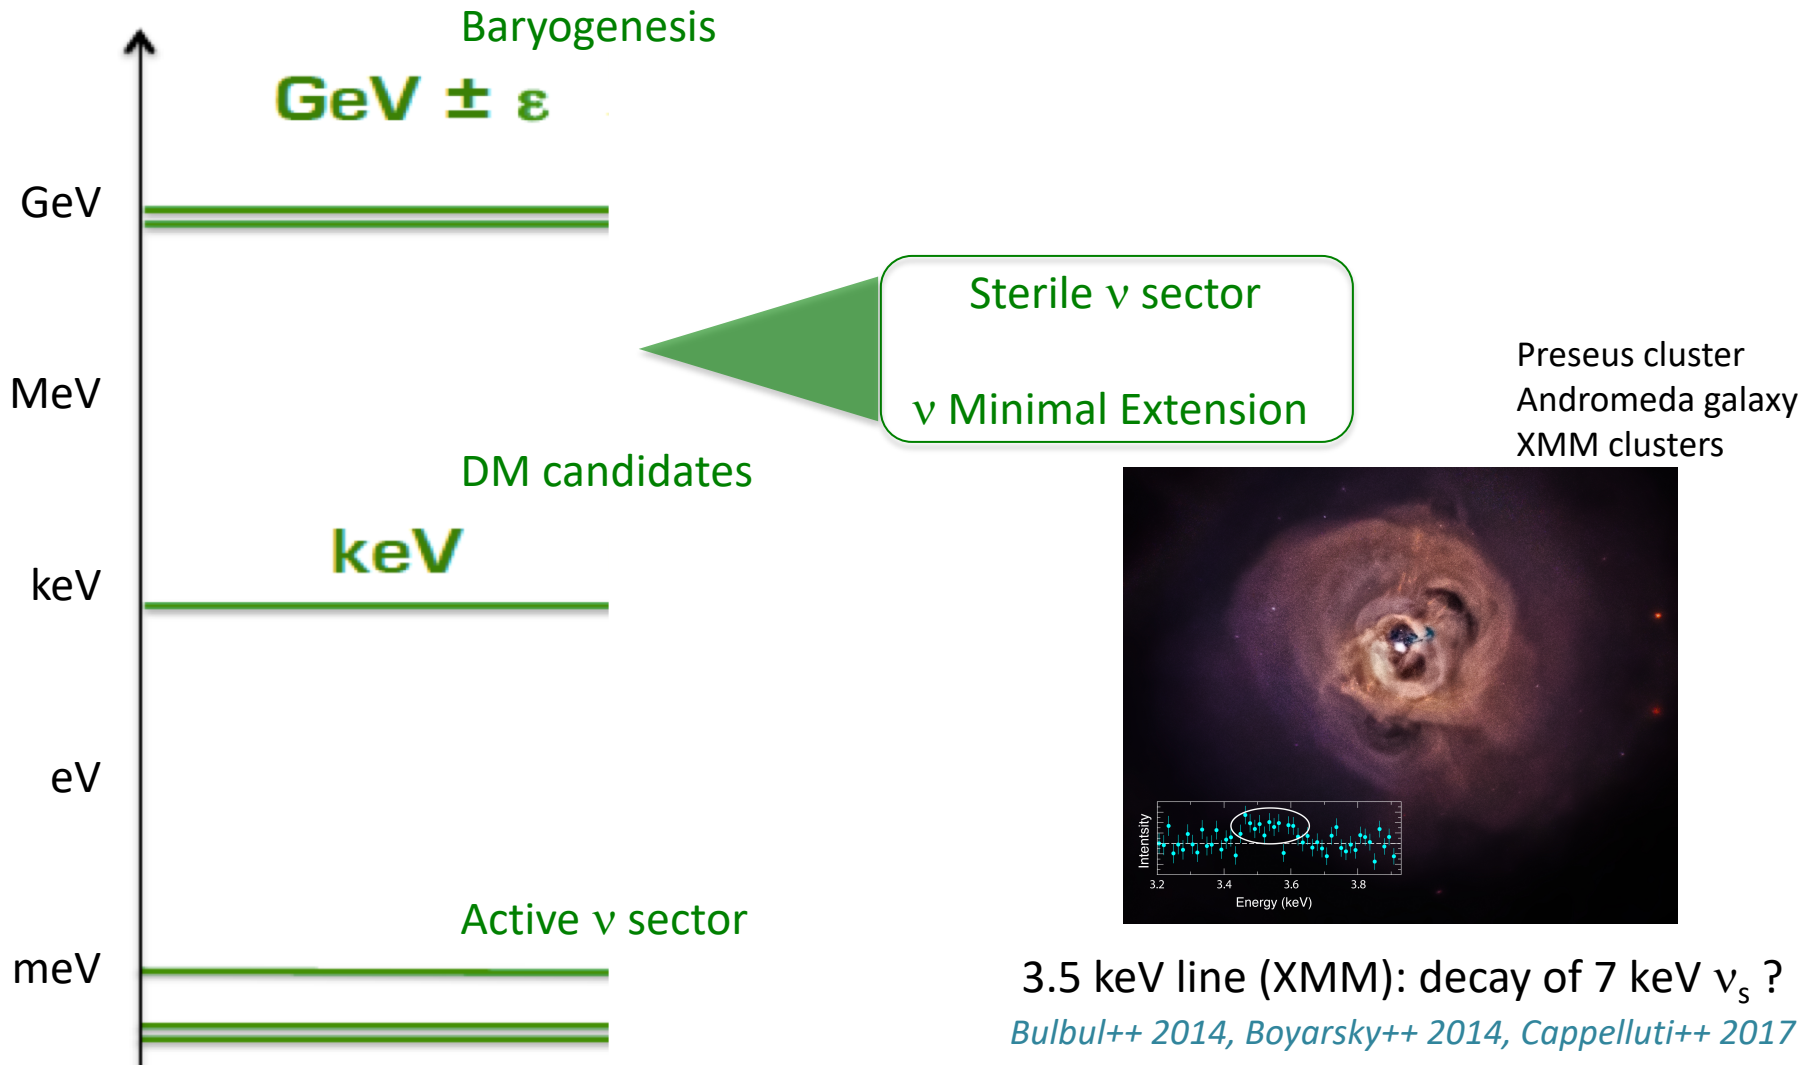 Baryogenesis
GeV ± ε
GeV
Sterile ν sector
ν Minimal Extension
MeV
Preseus cluster
Andromeda galaxy
XMM clusters
DM candidates
keV
keV
eV
Intentsity
3.2 3.4 3.6 3.8
Energy (keV)
Active ν sector
meV
3.5 keV line (XMM): decay of 7 keV νs ?
Bulbul++ 2014, Boyarsky++ 2014, Cappelluti++ 2017